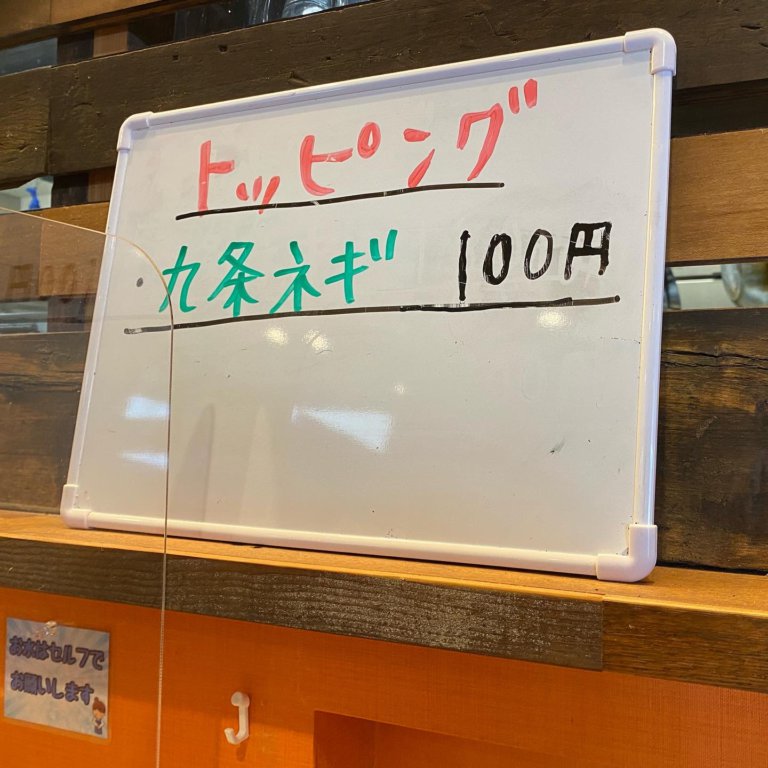 トッピング
九条ネギ 100円
お水はセルフで
お願いします